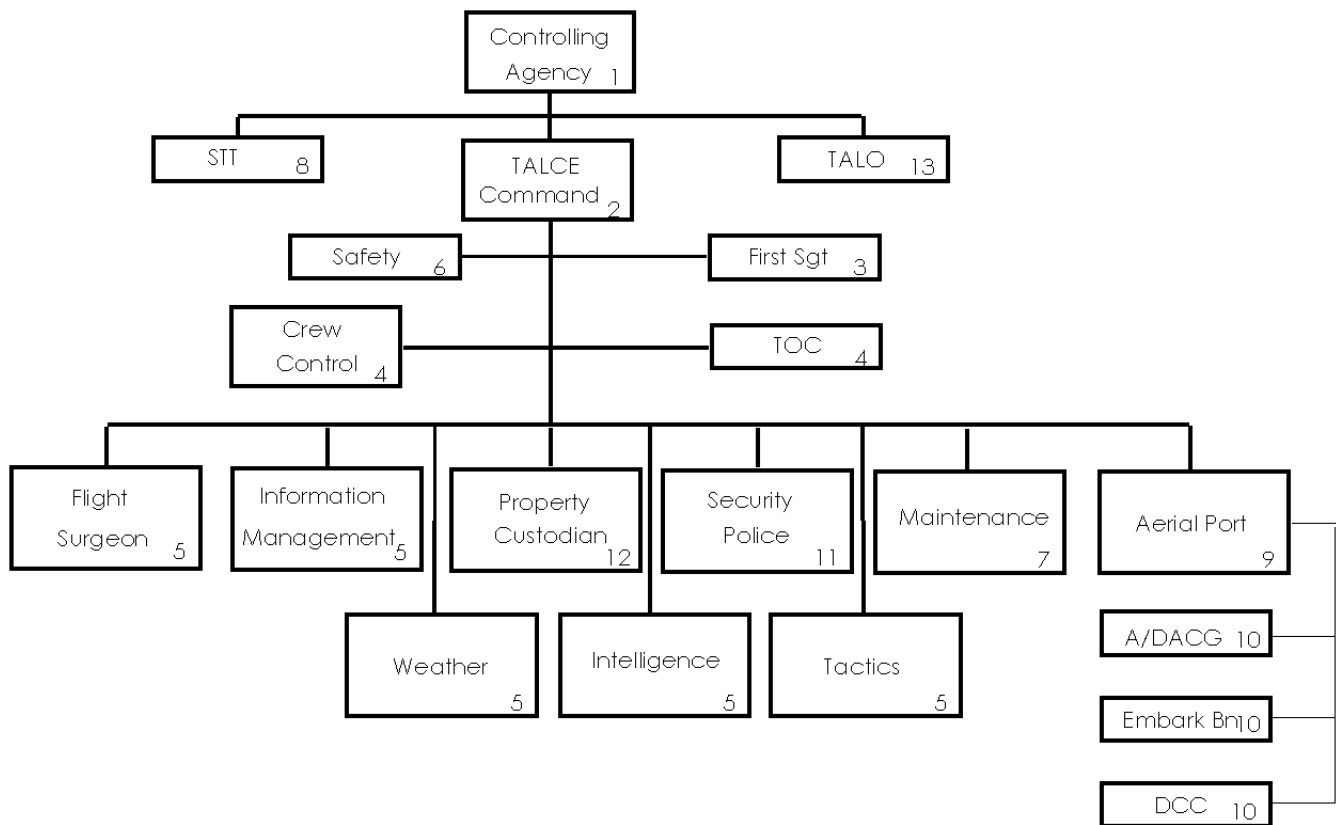 Controlling
Agency 1
STT 8
TALCE
Command
2
TALO 13
Safety 6
First Sgt 3
Crew
Control 4
TOC 4
Flight
Surgeon 5
Information
Management 5
Property
Custodian
12
Security
Police
11
Maintenance
7
Aerial Port
9
Weather
5
Intelligence
5
Tactics
5
A/DACG 10
Embark Bn 10
DCC 10